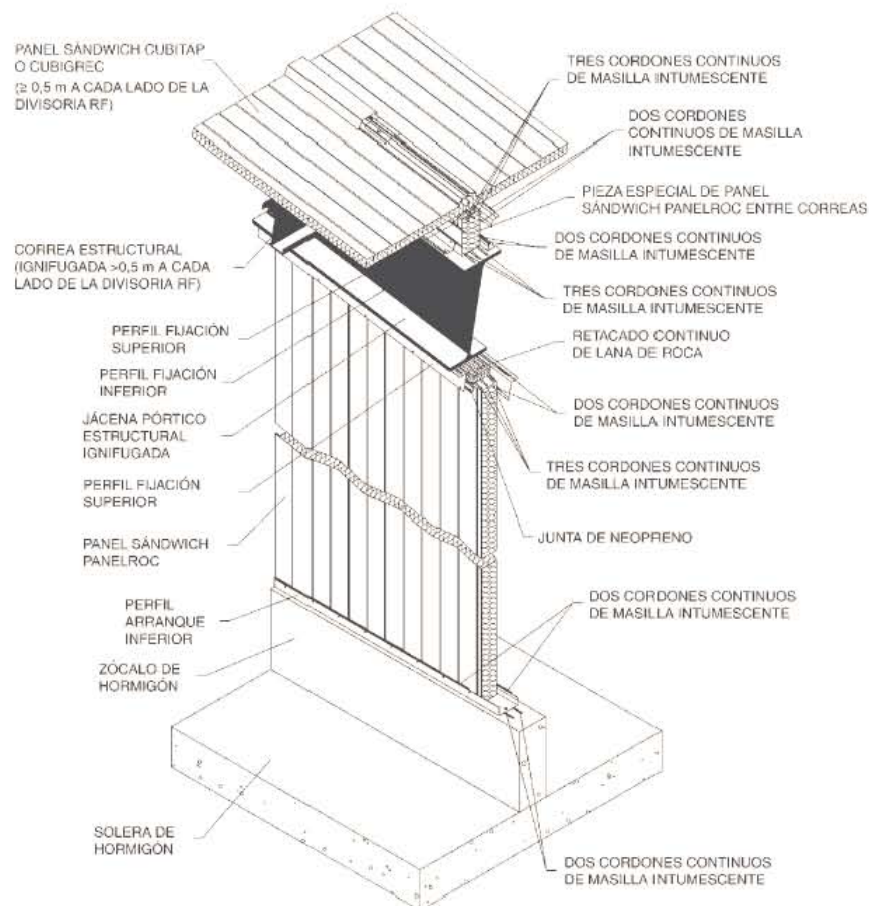 PANEL SÁNDWICH CUBITAP
O CUBIGREC
(≥ 0,5 m A CADA LADO DE LA
DIVISORIA RF)
CORREA ESTRUCTURAL
(IGNIFUGADA >0,5 m A CADA
LADO DE LA DIVISORIA RF)
PERFIL FIJACIÓN
SUPERIOR
PERFIL FIJACIÓN
INFERIOR
JÁCENA PÓRTICO
ESTRUCTURAL
IGNIFUGADA
PERFIL FIJACIÓN
SUPERIOR
PANEL SÁNDWICH
PANELROC
PERFIL
ARRANQUE
INFERIOR
ZÓCALO DE
HORMIGÓN
SOLERA DE
HORMIGÓN
TRES CORDONES CONTINUOS
DE MASILLA INTUMESCENTE
DOS CORDONES
CONTINUOS DE MASILLA
INTUMESCENTE
PIEZA ESPECIAL DE PANEL
SÁNDWICH PANELROC ENTRE CORREAS
DOS CORDONES CONTINUOS
DE MASILLA INTUMESCENTE
TRES CORDONES CONTINUOS
DE MASILLA INTUMESCENTE
RETACADO CONTINUO
DE LANA DE ROCA
DOS CORDONES CONTINUOS
DE MASILLA INTUMESCENTE
TRES CORDONES CONTINUOS
DE MASILLA INTUMESCENTE
JUNTA DE NEOPRENO
DOS CORDONES CONTINUOS
DE MASILLA INTUMESCENTE
DOS CORDONES CONTINUOS
DE MASILLA INTUMESCENTE